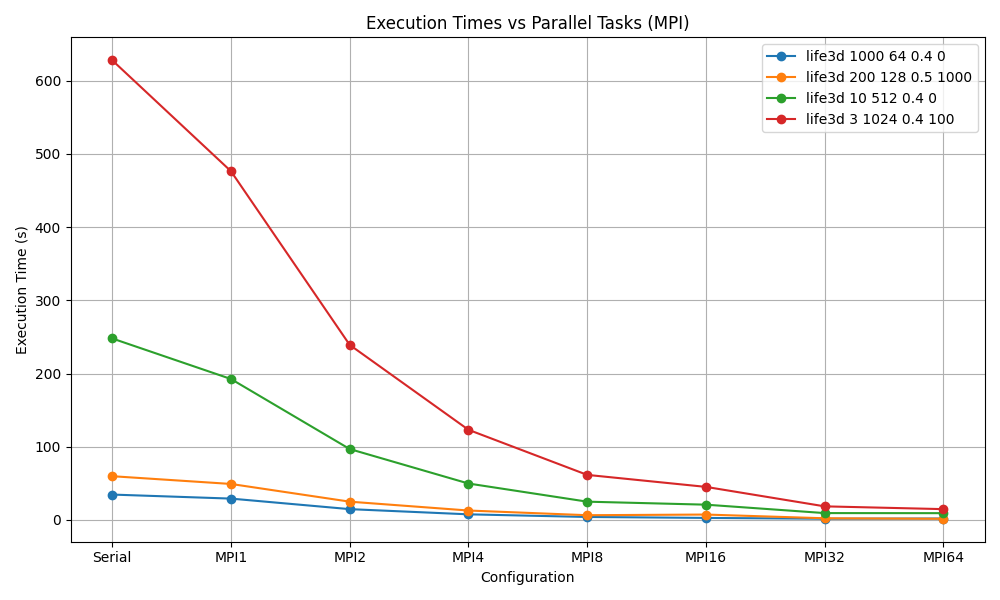 Execution Times vs Parallel Tasks (MPI)
life3d 1000 64 0.4 0
life3d 200 128 0.5 1000
life3d 10 512 0.4 0
life3d 3 1024 0.4 100
Execution Time (s)
600
500
400
300
200
100
0
Serial MPI1 MPI2 MPI4 MPI8 MPI16 MPI32 MPI64
Configuration